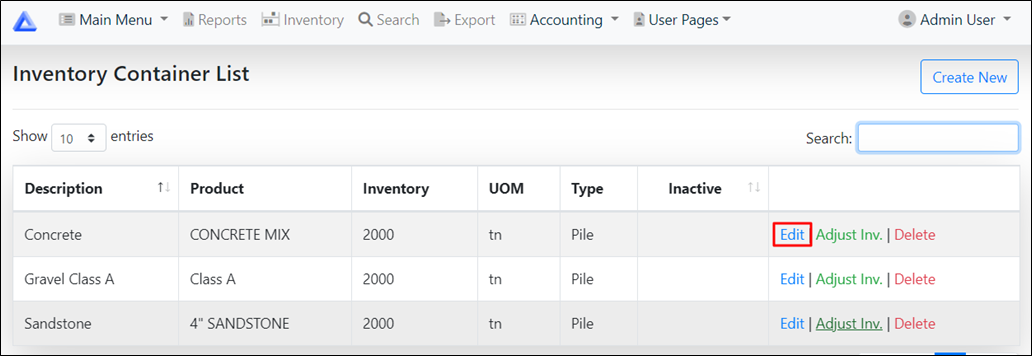 Main Menu Reports Inventory Search Export Accounting User Pages Admin User
Inventory Container List Create New
Show 10 entries Search:
Description Product Inventory UOM Type Inactive
Concrete CONCRETE MIX 2000 tn Pile Edit Adjust Inv. | Delete
Gravel Class A Class A 2000 tn Pile Edit | Adjust Inv. | Delete
Sandstone 4" SANDSTONE 2000 tn Pile Edit | Adjust Inv. | Delete